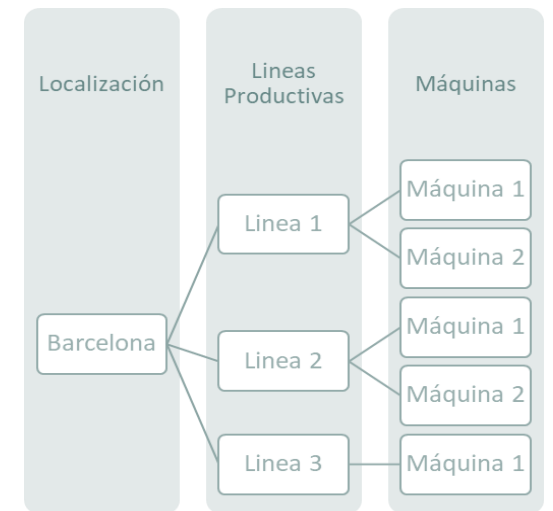 Localización
Lineas
Productivas
Máquinas
Barcelona
Linea 1
Linea 2
Linea 3
Máquina 1
Máquina 2
Máquina 1
Máquina 2
Máquina 1